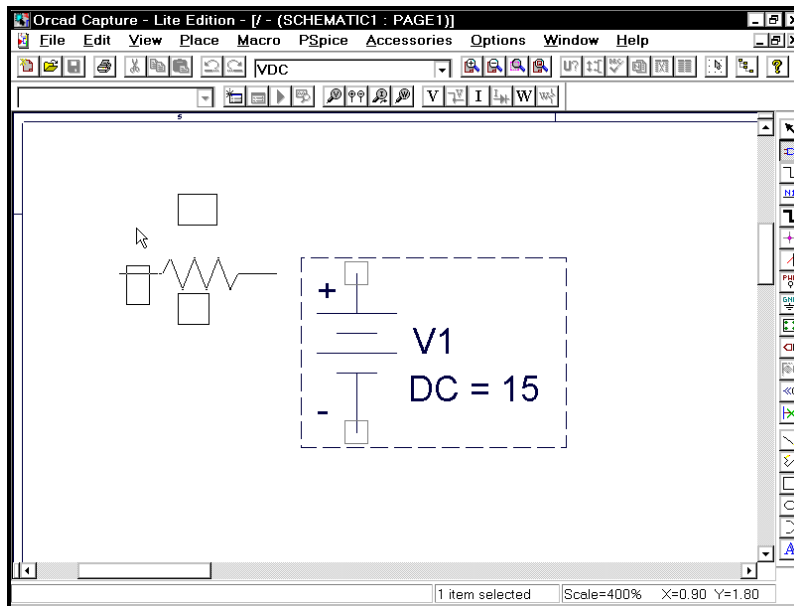 Orcad Capture - Lite Edition - [/ - (SCHEMATIC1 : PAGE1)]
File Edit View Place Macro PSpice Accessories Options Window Help
VDC
U?
V I W
5
+
V1
DC = 15
-
1 item selected Scale=400% X=0.90 Y=1.80